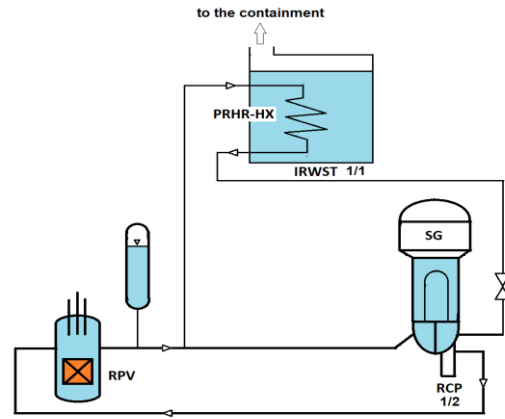 to the containment
PRHR-HX
IRWST 1/1
SG
RPV
RCP
1/2